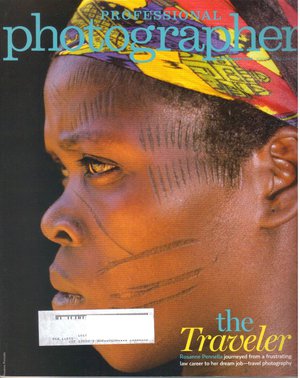 PROFESSIONAL
photographer
the
Traveler
Rosanne Pennella journeyed from a frustrating
law career to her dream job—travel photography